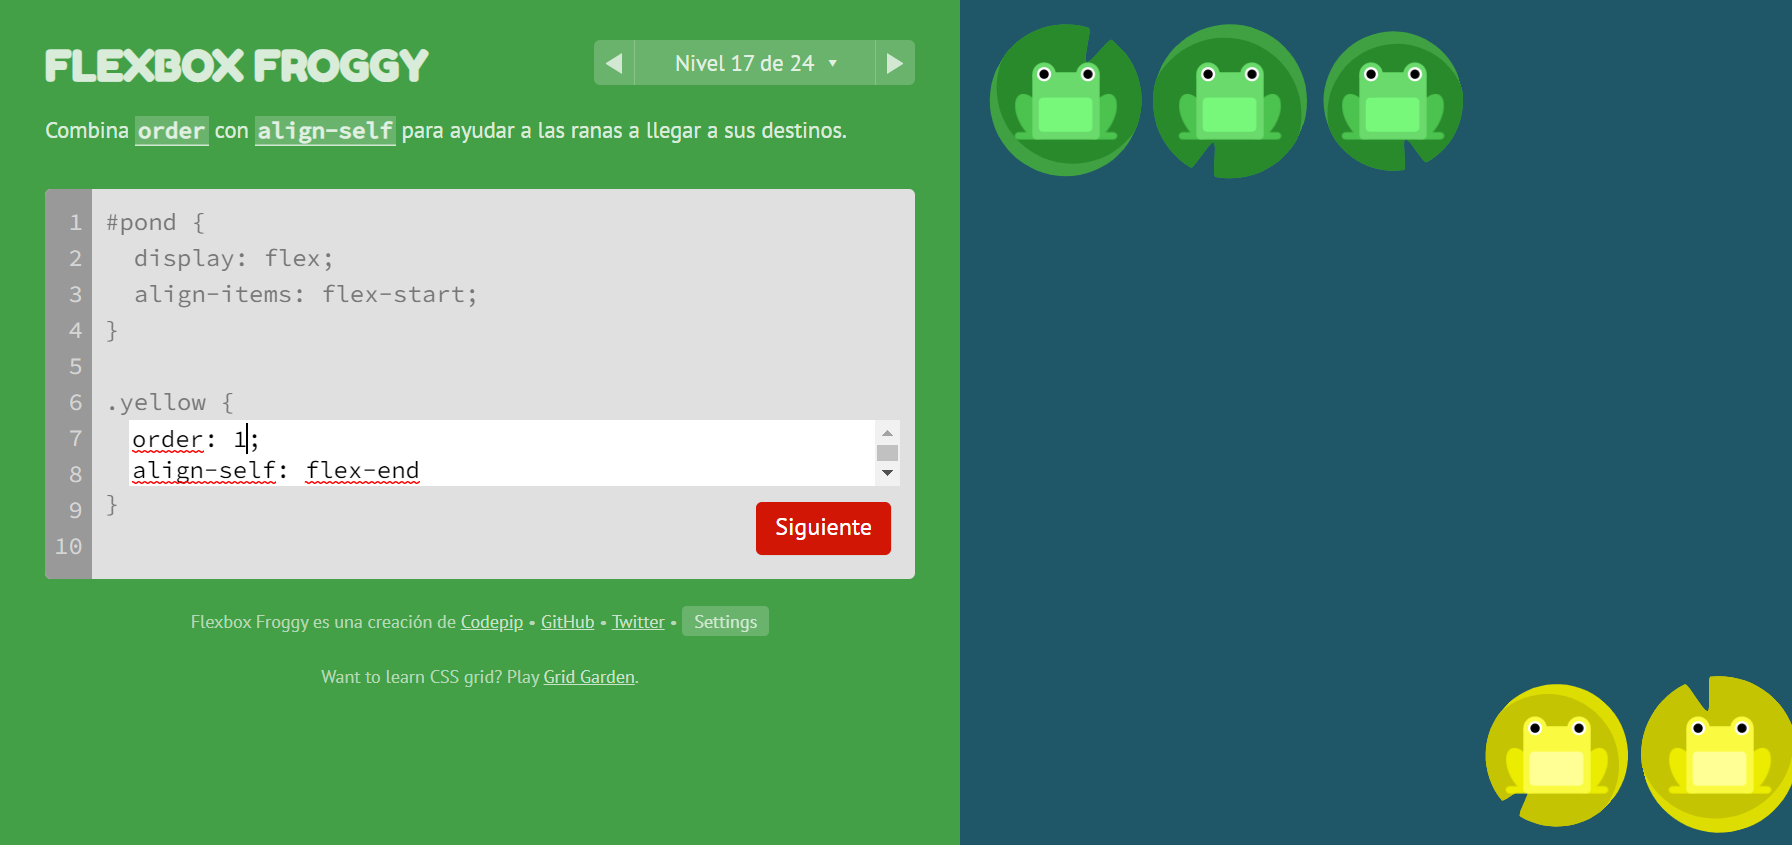 FLEXBOX FROGGY
Nivel 17 de 24
Combina order con align-self para ayudar a las ranas a llegar a sus destinos.
1 #pond {
2 display: flex;
3 align-items: flex-start;
4 }
5
6 .yellow {
7 order: 1;
8 align-self: flex-end
9 }
10
Siguiente
Flexbox Froggy es una creación de Codepip • GitHub • Twitter • Settings
Want to learn CSS grid? Play Grid Garden.